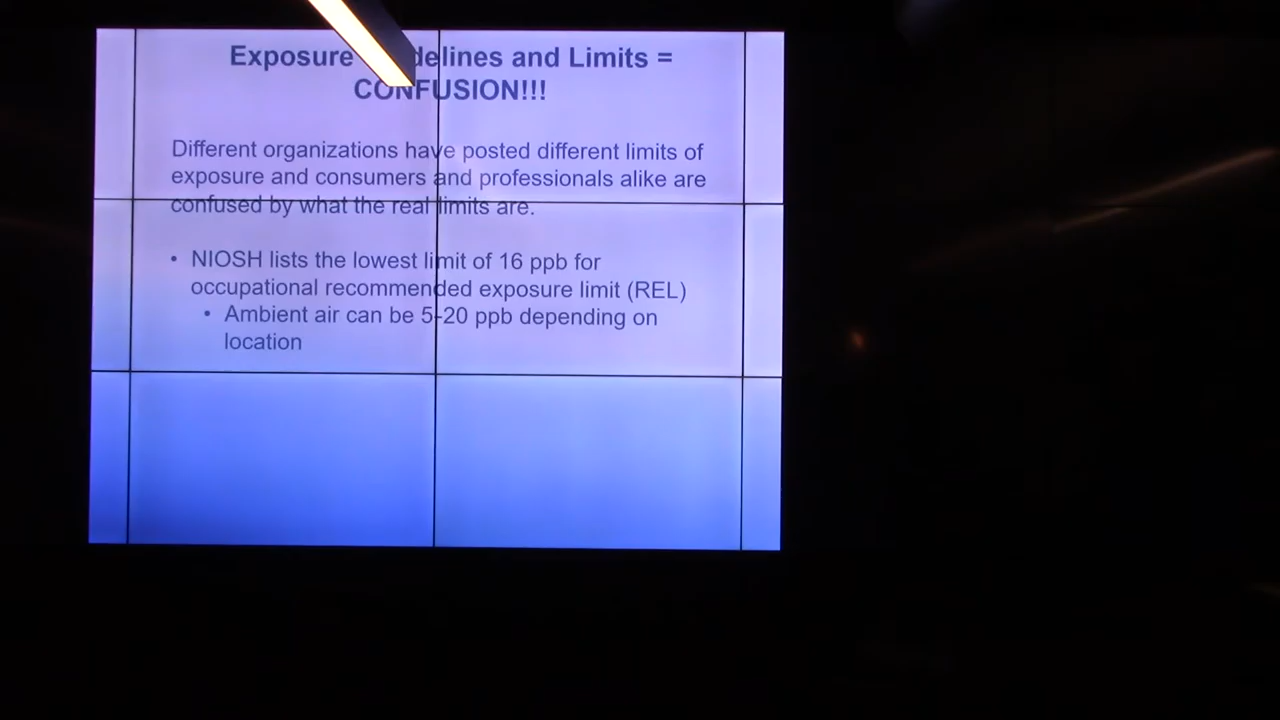 Exposure delines and Limits =
CONFUSION!!!
Different organizations have posted different limits of
exposure and consumers and professionals alike are
confused by what the real limits are.
• NIOSH lists the lowest limit of 16 ppb for
occupational recommended exposure limit (REL)
• Ambient air can be 5-20 ppb depending on
location